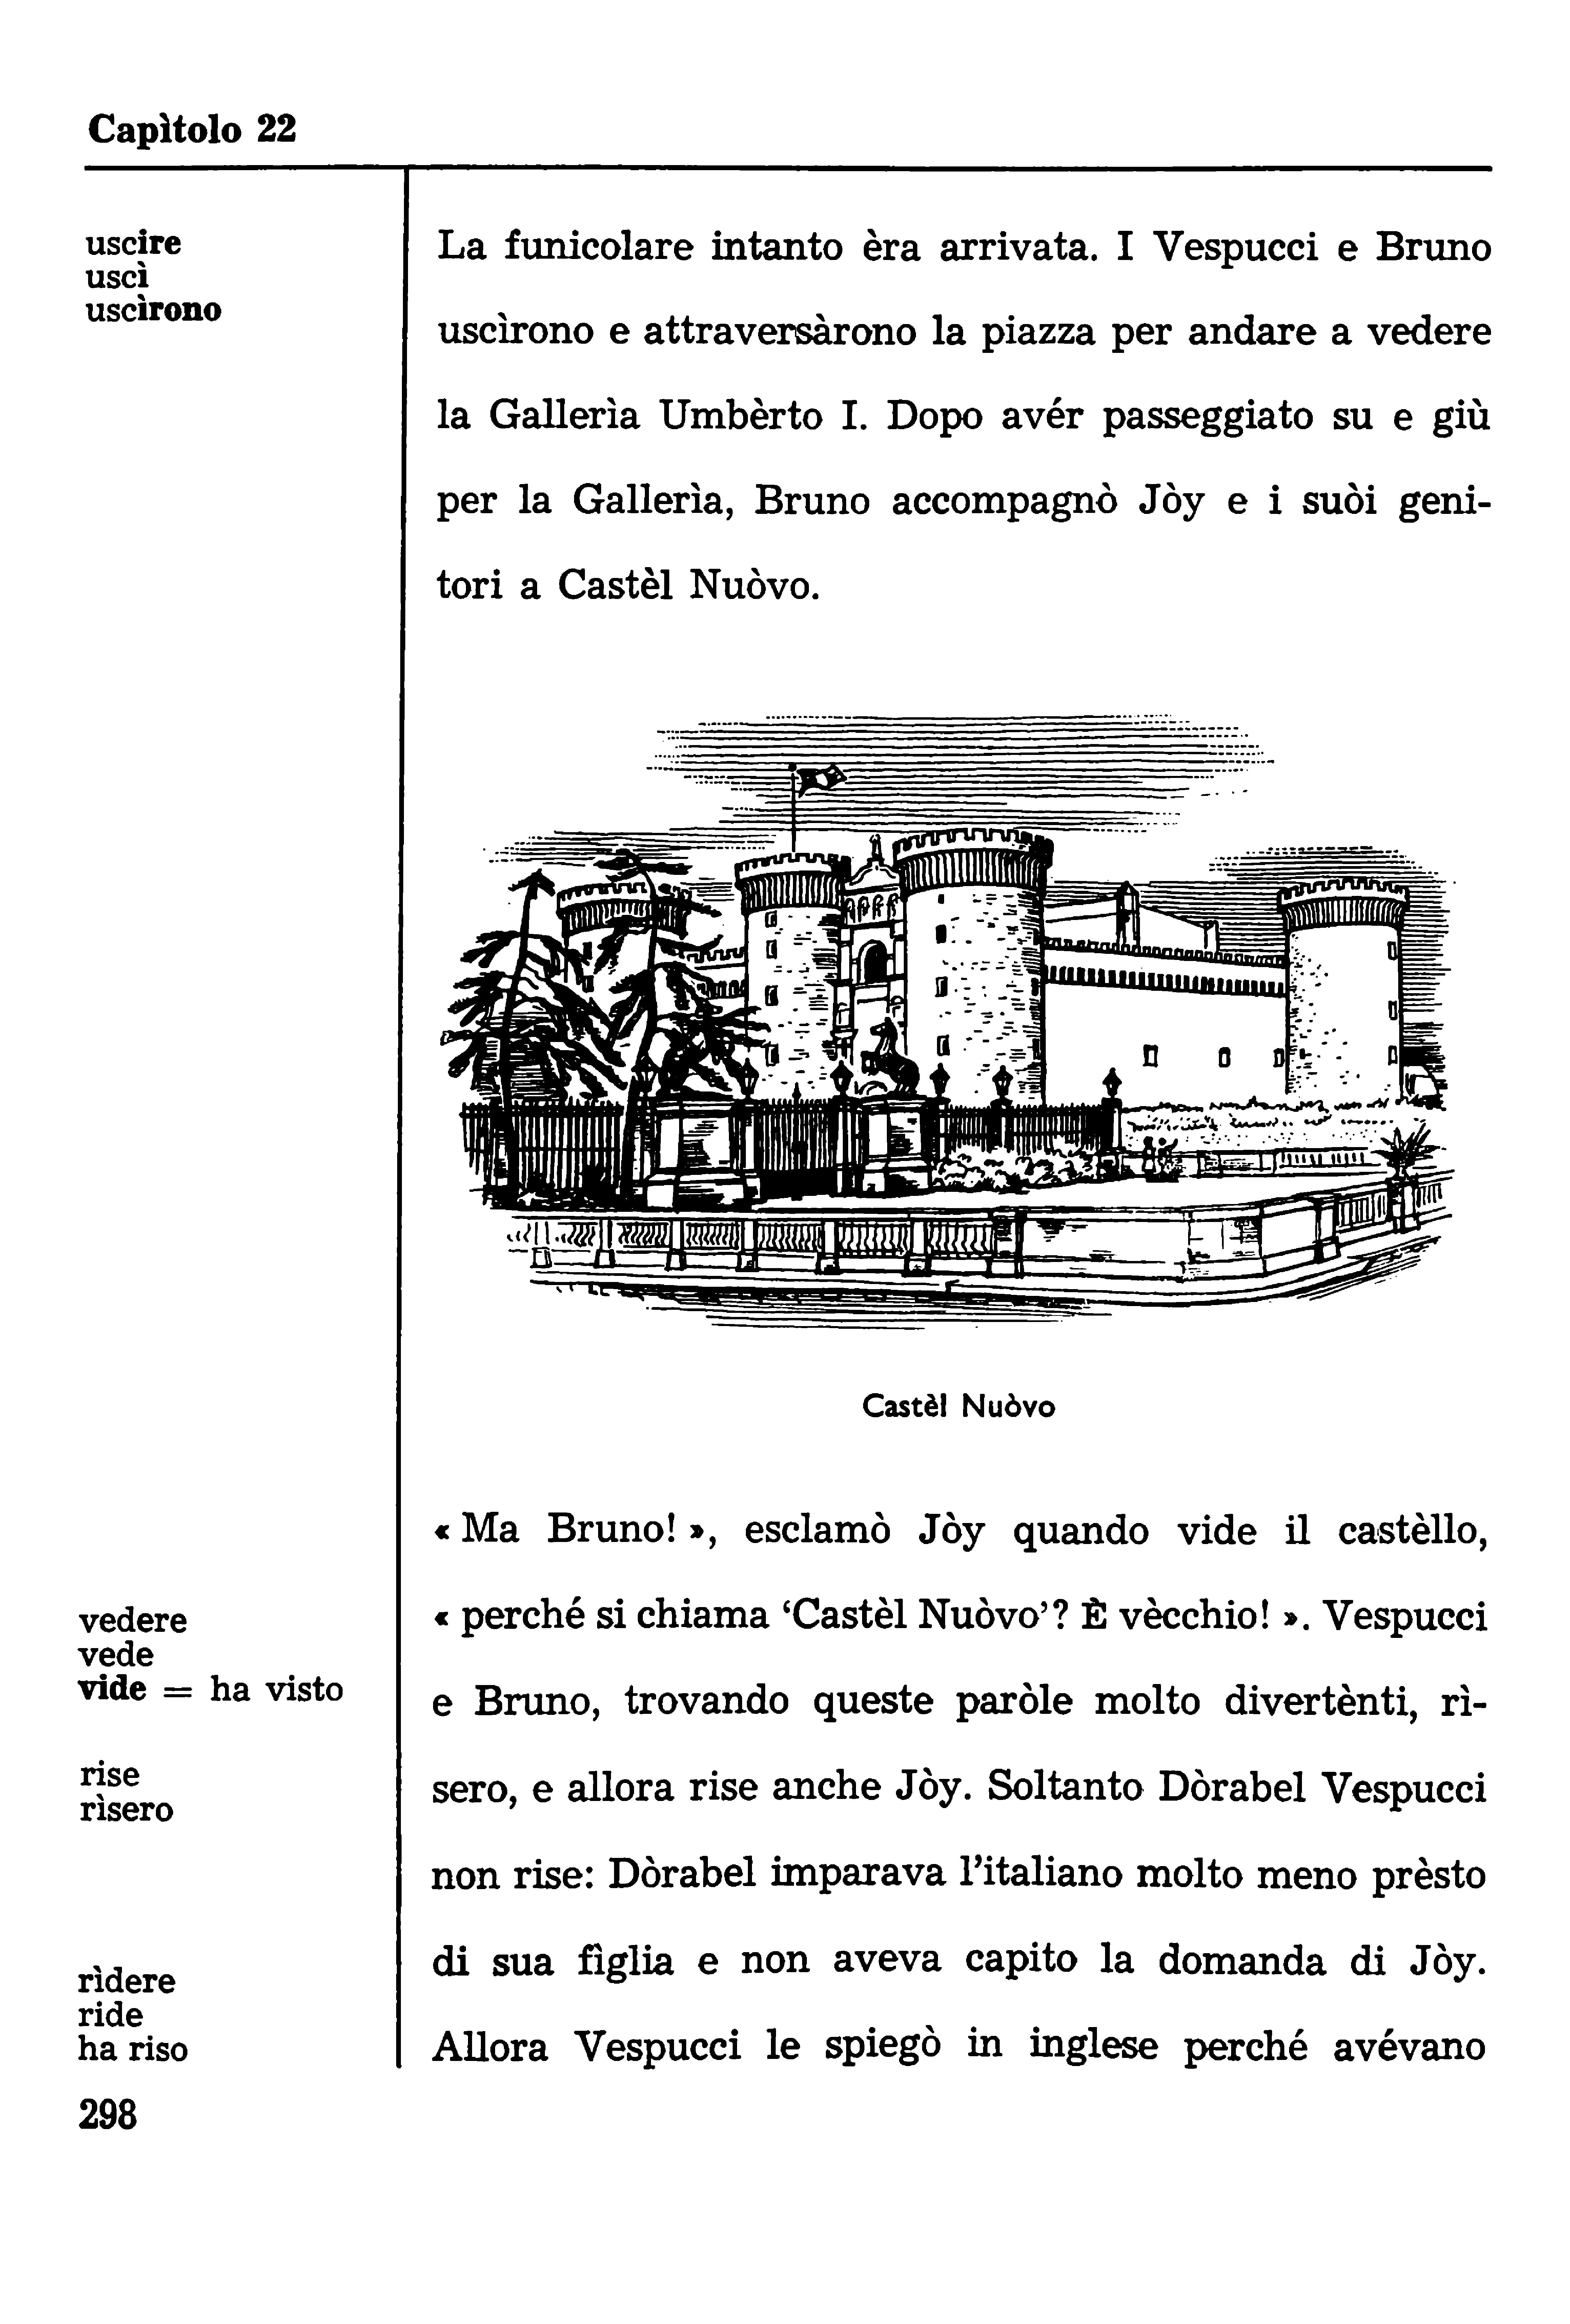 Capìtolo 22
uscire
uscì
uscìrono
La funicolare intanto èra arrivata. I Vespucci e Bruno
uscìrono e attraversàrono la piazza per andare a vedere
la Gallerìa Umbèrto I. Dopo avér passeggiato su e giù
per la Gallerìa, Bruno accompagnò Jòy e i suòi geni-
tori a Castèl Nuòvo.
Castèl Nuòvo
« Ma Bruno! », esclamò Jòy quando vide il castèllo,
« perché si chiama ‘Castèl Nuòvo’? È vècchio! ». Vespucci
e Bruno, trovando queste paròle molto divertènti, rì-
sero, e allora rise anche Jòy. Soltanto Dòrabel Vespucci
non rise: Dòrabel imparava l’italiano molto meno prèsto
di sua fìglia e non aveva capito la domanda di Jòy.
Allora Vespucci le spiegò in inglese perché avévano
vedere
vede
vide = ha visto
rise
rìsero
rìdere
ride
ha riso
298